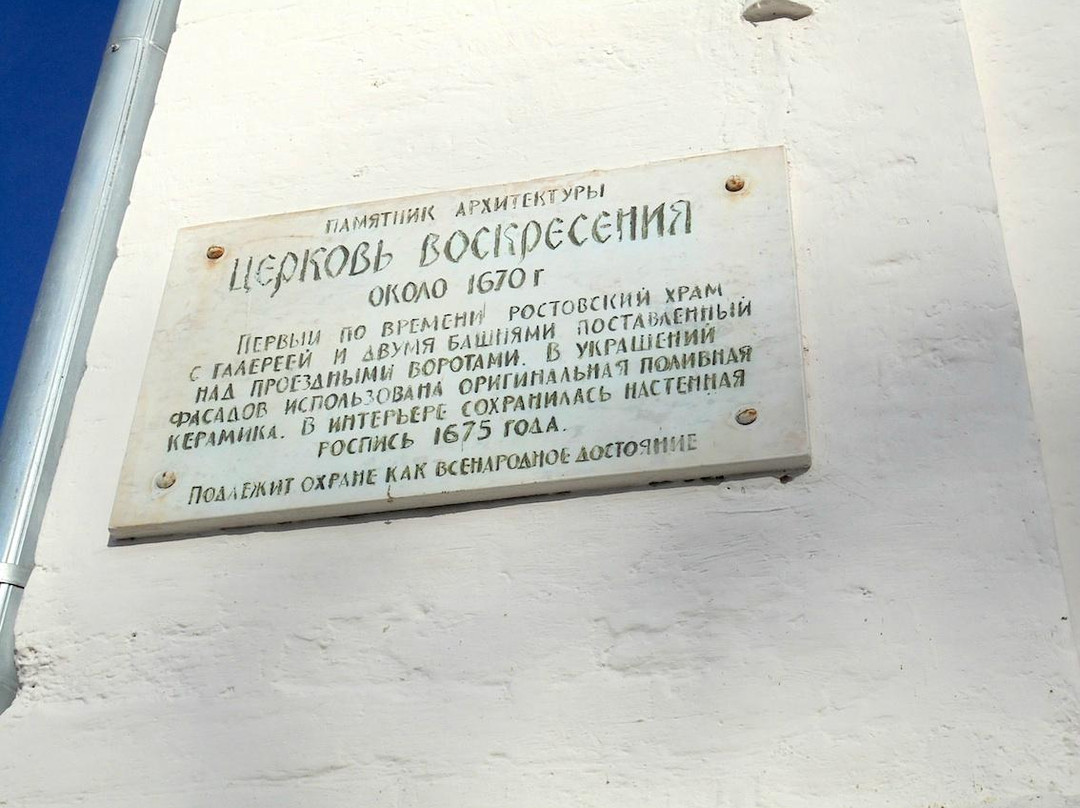 ПАМЯТНИК АРХИТЕКТУРЫ
ЦЕРКОВЬ ВОСКРЕСЕНИЯ
ОКОЛО 1670 Г
ПЕРВЫЙ ПО ВРЕМЕНИ РОСТОВСКИЙ ХРАМ
С ГАЛЕРЕЕЙ И ДВУМЯ БАШНЯМИ ПОСТАВЛЕННЫЙ
НАД ПРОЕЗДНЫМИ ВОРОТАМИ. В УКРАШЕНИЙ
ФАСАДОВ ИСПОЛЬЗОВАНА ОРИГИНАЛЬНАЯ ПОЛИВНАЯ
КЕРАМИКА. В ИНТЕРЬЕРЕ СОХРАНИЛАСЬ НАСТЕННАЯ
РОСПИСЬ 1675 ГОДА.
ПОДЛЕЖИТ ОХРАНЕ КАК ВСЕНАРОДНОЕ ДОСТОЯНИЕ